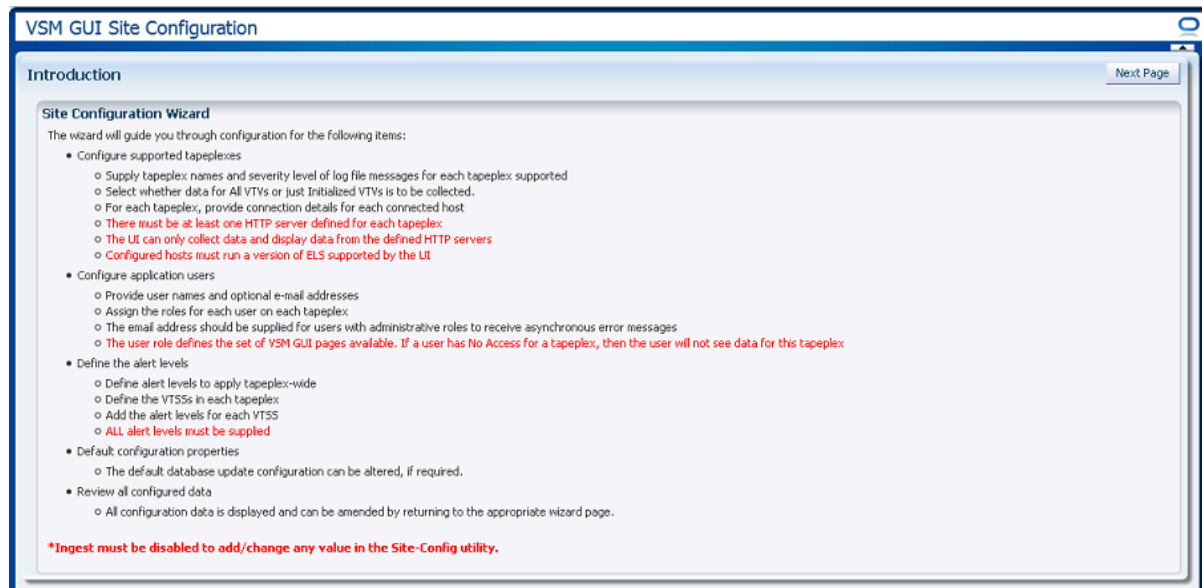 VSM GUI Site Configuration
Introduction
Next Page
Site Configuration Wizard
The wizard will guide you through configuration for the following items:
• Configure supported tapeplexes
o Supply tapeplex names and severity level of log file messages for each tapeplex supported
o Select whether data for All VTVs or just Initialized VTVs is to be collected.
o For each tapeplex, provide connection details for each connected host
o There must be at least one HTTP server defined for each tapeplex
o The UI can only collect data and display data from the defined HTTP servers
o Configured hosts must run a version of ELS supported by the UI
• Configure application users
o Provide user names and optional e-mail addresses
o Assign the roles for each user on each tapeplex
o The email address should be supplied for users with administrative roles to receive asynchronous error messages
o The user role defines the set of VSM GUI pages available. If a user has No Access for a tapeplex, then the user will not see data for this tapeplex
• Define the alert levels
o Define alert levels to apply tapeplex-wide
o Define the VTSSs in each tapeplex
o Add the alert levels for each VTSS
o ALL alert levels must be supplied
• Default configuration properties
o The default database update configuration can be altered, if required.
• Review all configured data
o All configuration data is displayed and can be amended by returning to the appropriate wizard page.
*Ingest must be disabled to add/change any value in the Site-Config utility.